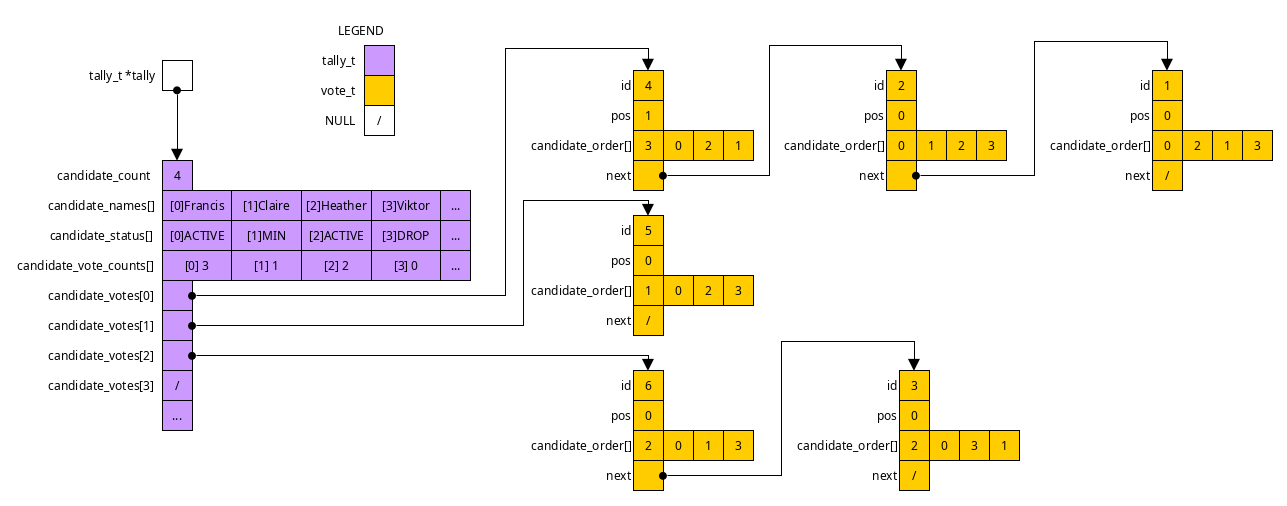 LEGEND
tally_t
vote_t
NULL /
tally_t *tally
candidate_count 4
candidate_names[] [0]Francis [1]Claire [2]Heather [3]Viktor ...
candidate_status[] [0]ACTIVE [1]MIN [2]ACTIVE [3]DROP ...
candidate_vote_counts[] [0] 3 [1] 1 [2] 2 [3] 0 ...
candidate_votes[0]
candidate_votes[1]
candidate_votes[2]
candidate_votes[3] /
...
id 4
pos 1
candidate_order[] 3 0 2 1
next
id 2
pos 0
candidate_order[] 0 1 2 3
next
id 1
pos 0
candidate_order[] 0 2 1 3
next /
id 5
pos 0
candidate_order[] 1 0 2 3
next /
id 6
pos 0
candidate_order[] 2 0 1 3
next
id 3
pos 0
candidate_order[] 2 0 3 1
next /